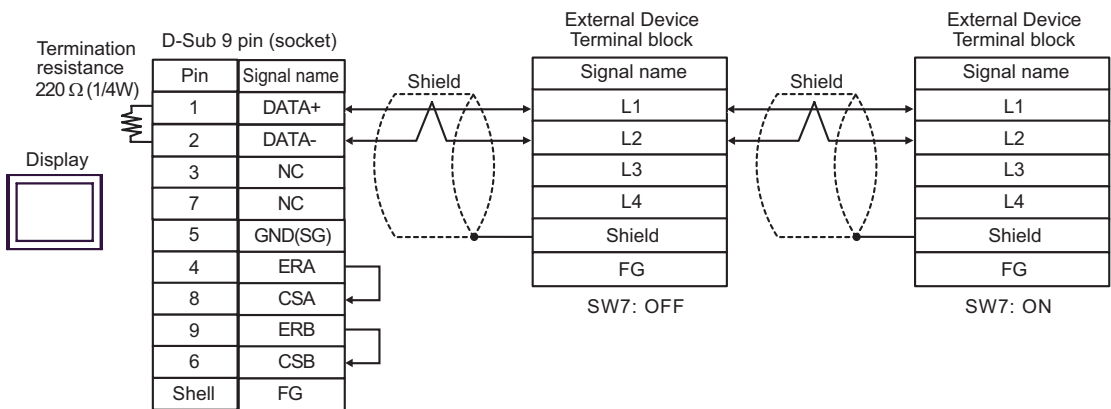 Termination
resistance
220 Ω (1/4W)
Display
D-Sub 9 pin (socket)
Pin Signal name
1 DATA+
2 DATA-
3 NC
7 NC
5 GND(SG)
4 ERA
8 CSA
9 ERB
6 CSB
Shell FG
Shield
External Device
Terminal block
Signal name
L1
L2
L3
L4
Shield
FG
SW7: OFF
Shield
External Device
Terminal block
Signal name
L1
L2
L3
L4
Shield
FG
SW7: ON